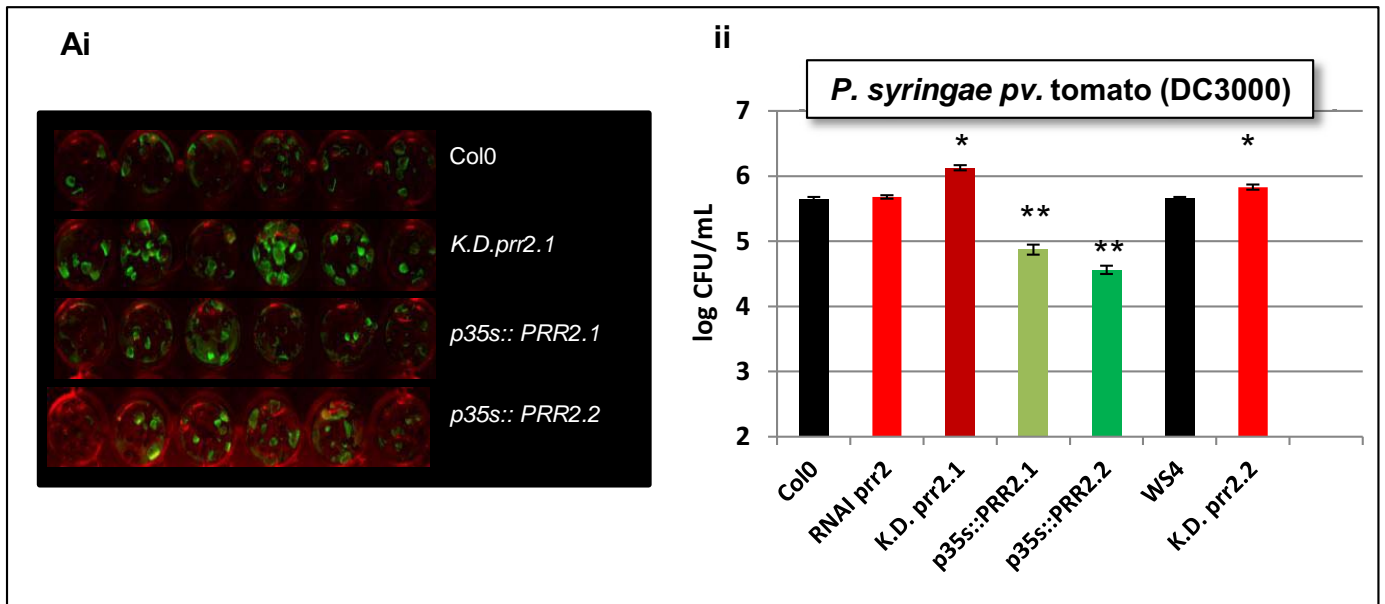 Ai
Col0
K.D.prr2.1
p35s:: PRR2.1
p35s:: PRR2.2
ii
P. syringae pv. tomato (DC3000)
log CFU/mL
7
6
5
4
3
2
*
**
**
*
Col0
RNAI prr2
K.D. prr2.1
p35s::PRR2.1
p35s::PRR2.2
WS4
K.D. prr2.2